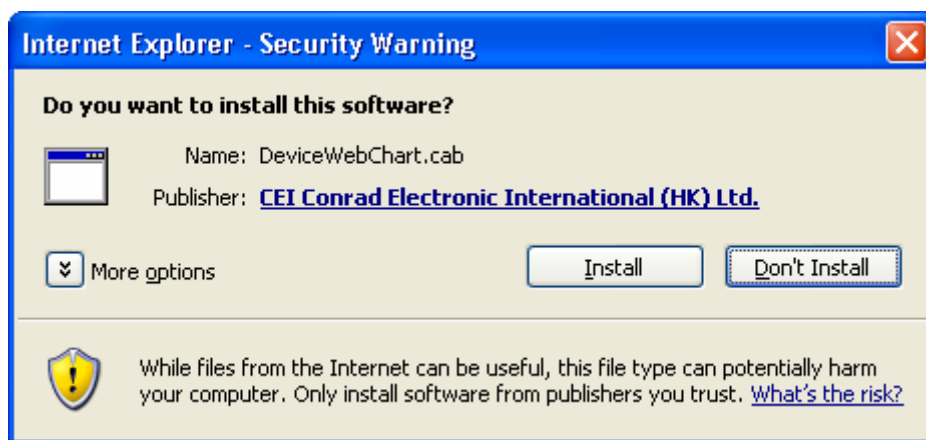 Internet Explorer - Security Warning
Do you want to install this software?
Name: DeviceWebChart.cab
Publisher: CEI Conrad Electronic International (HK) Ltd.
More options
Install
Don't Install
While files from the Internet can be useful, this file type can potentially harm
your computer. Only install software from publishers you trust. What's the risk?